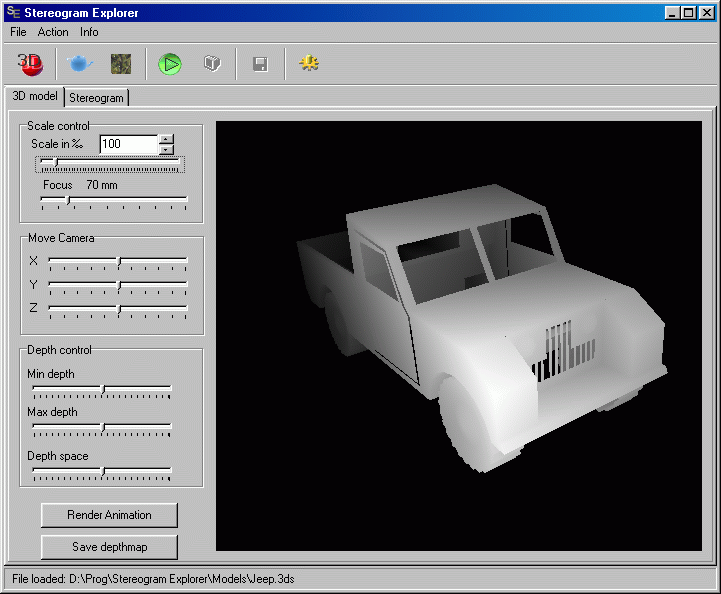 SE Stereogram Explorer
File Action Info
3D
3D model Stereogram
Scale control
Scale in ‰ 100
Focus 70 mm
Move Camera
X
Y
Z
Depth control
Min depth
Max depth
Depth space
Render Animation
Save depthmap
File loaded: D:\Prog\Stereogram Explorer\Models\Jeep.3ds